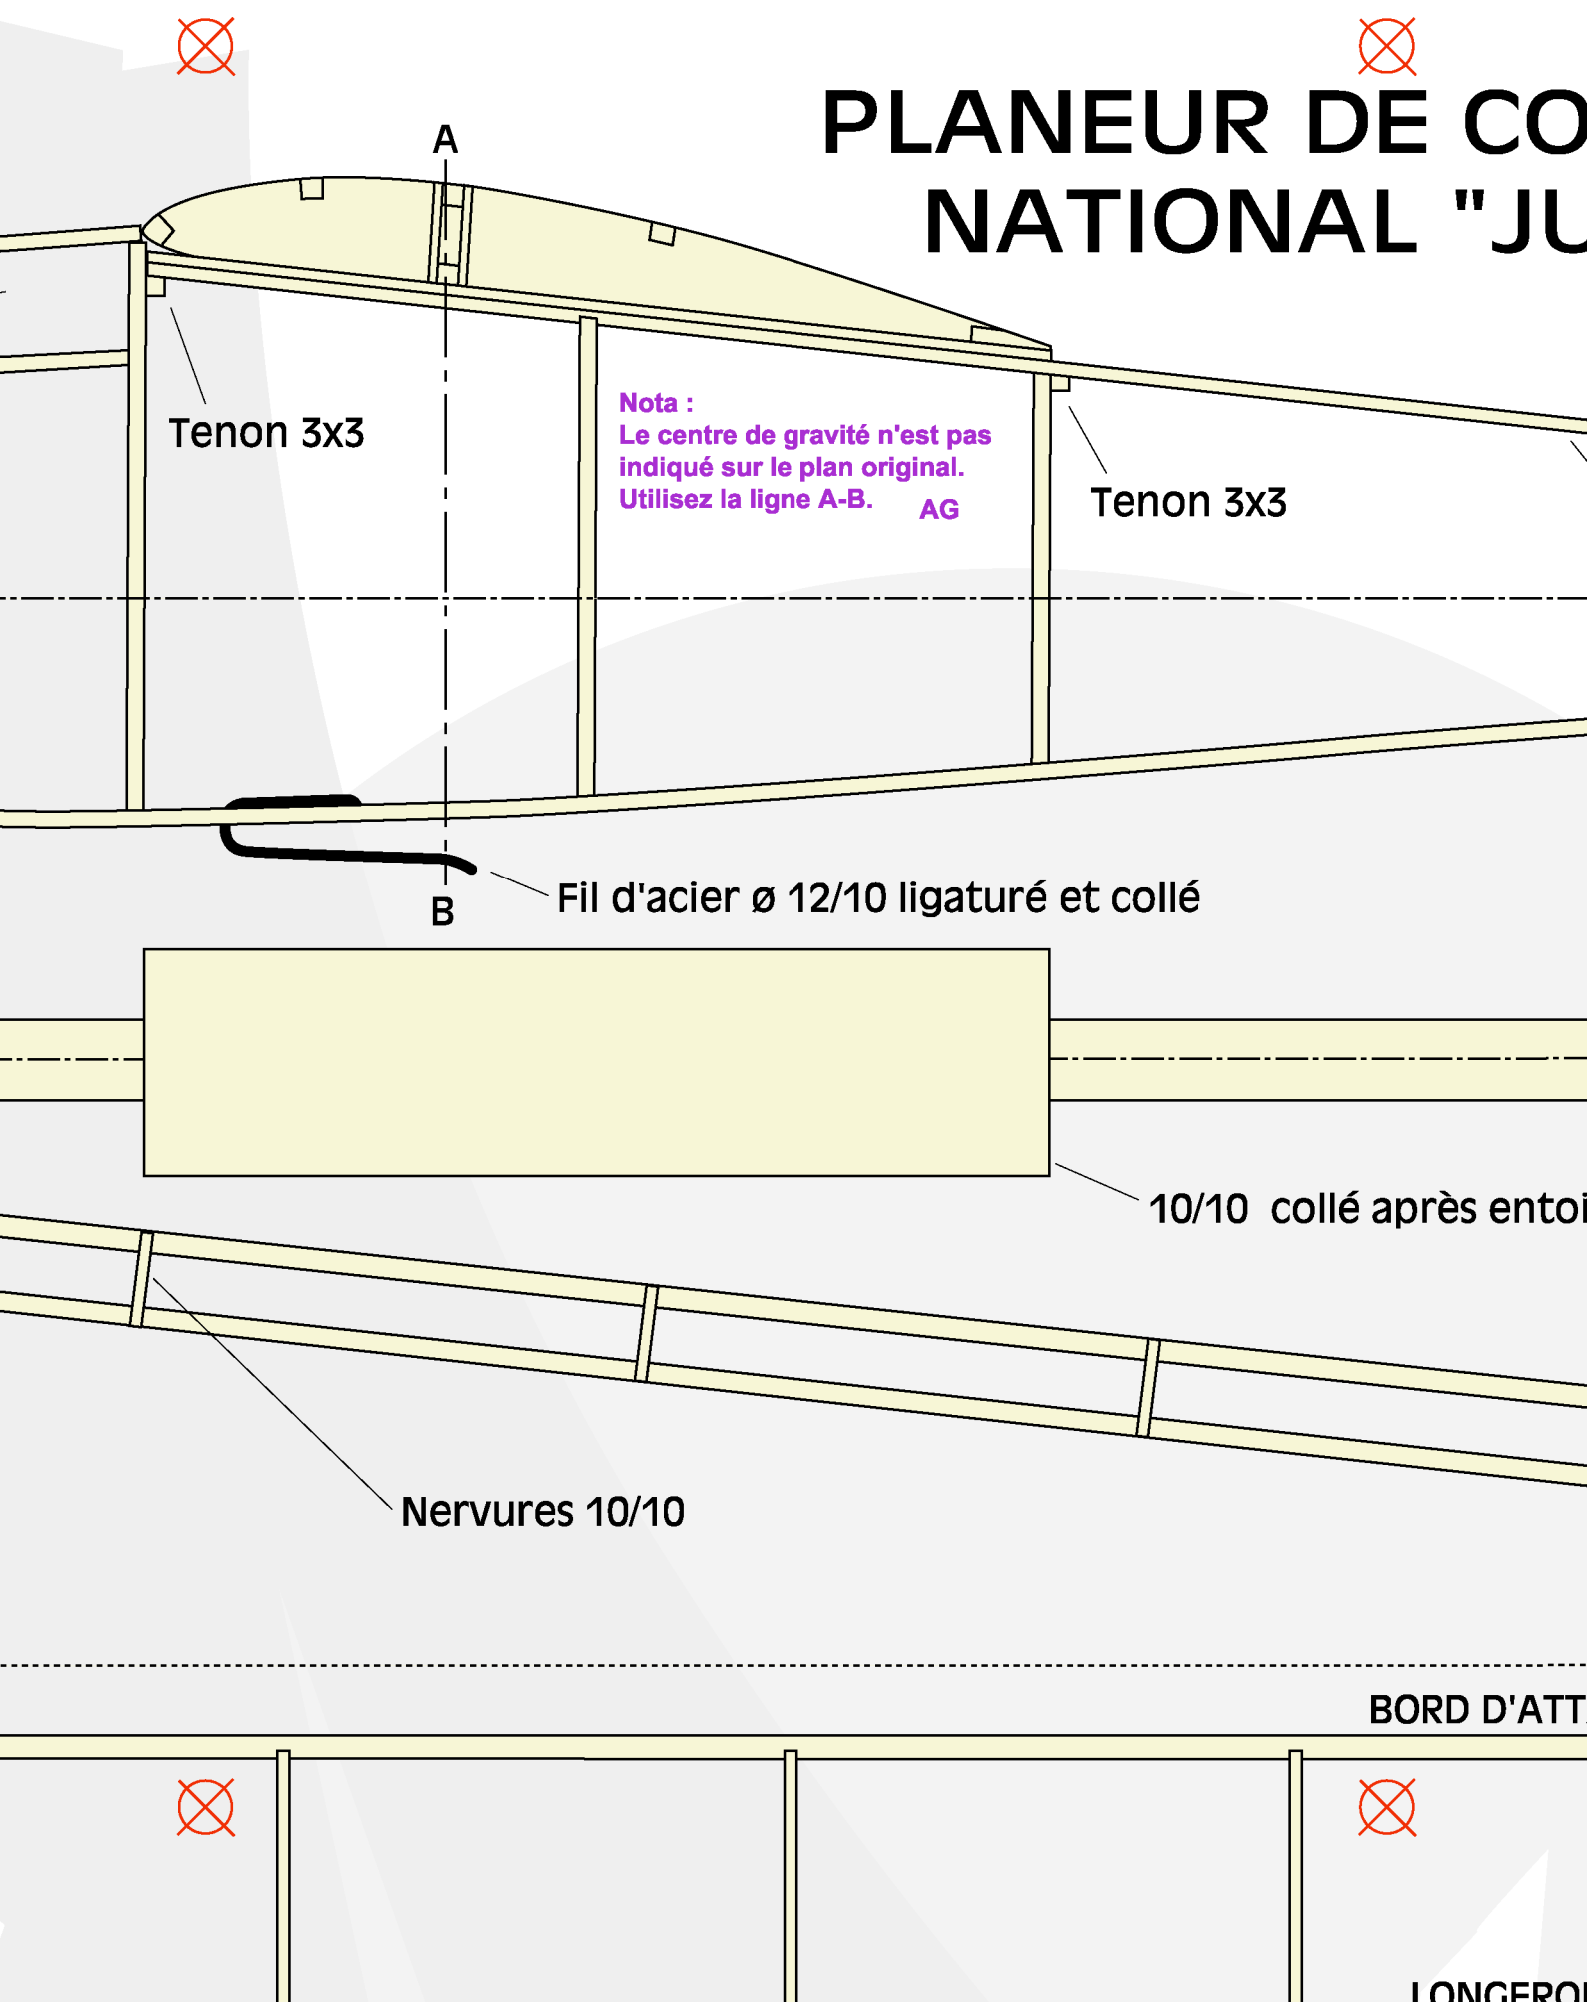 PLANEUR DE CO
NATIONAL "JU
A
Tenon 3x3
Nota :
Le centre de gravité n'est pas
indiqué sur le plan original.
Utilisez la ligne A-B.
AG
Tenon 3x3
Fil d'acier ø 12/10 ligaturé et collé
B
10/10 collé après entoi
Nervures 10/10
BORD D'ATT
LONGERO